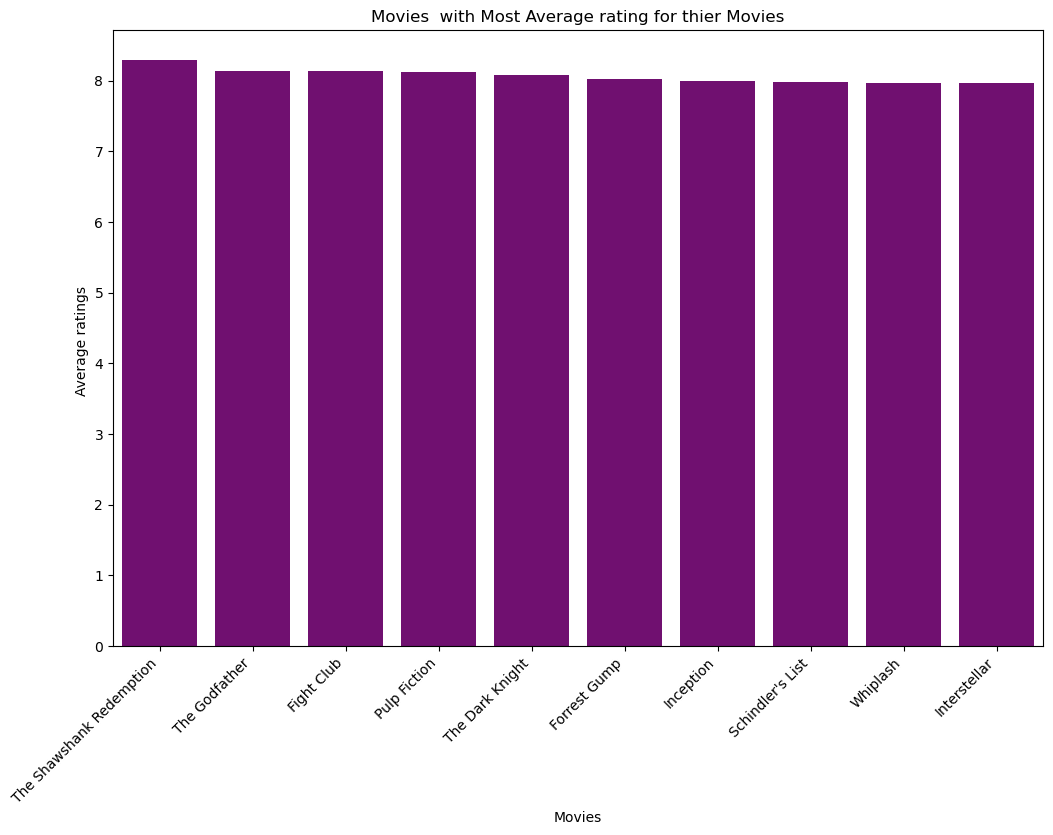 Movies  with Most Average rating for thier Movies
Average ratings
8
7
6
5
4
3
2
1
0
The Shawshank Redemption
The Godfather
Fight Club
Pulp Fiction
The Dark Knight
Forrest Gump
Inception
Schindler's List
Whiplash
Interstellar
Movies